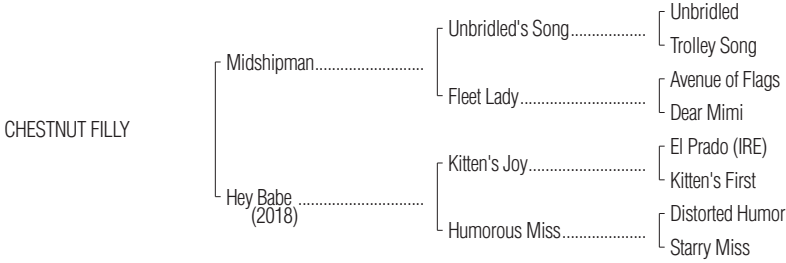 Unbridled
Unbridled's Song..................
Trolley Song
Midshipman..........................
Avenue of Flags
Fleet Lady..............................
Dear Mimi
CHESTNUT FILLY
El Prado (IRE)
Kitten's Joy............................
Kitten's First
Hey Babe ..............................
(2018)
Distorted Humor
Humorous Miss....................
Starry Miss